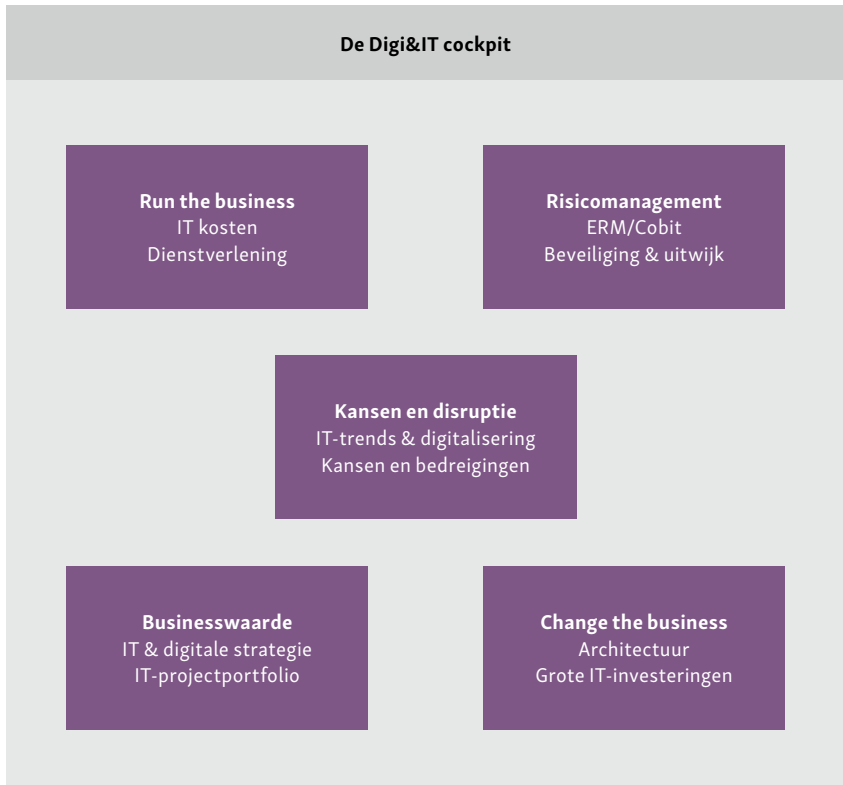 De Digi&IT cockpit
Run the business
IT kosten
Dienstverlening
Risicomanagement
ERM/Cobit
Beveiliging & uitwijk
Kansen en disruptie
IT-trends & digitalisering
Kansen en bedreigingen
Businesswaarde
IT & digitale strategie
IT-projectportfolio
Change the business
Architectuur
Grote IT-investeringen